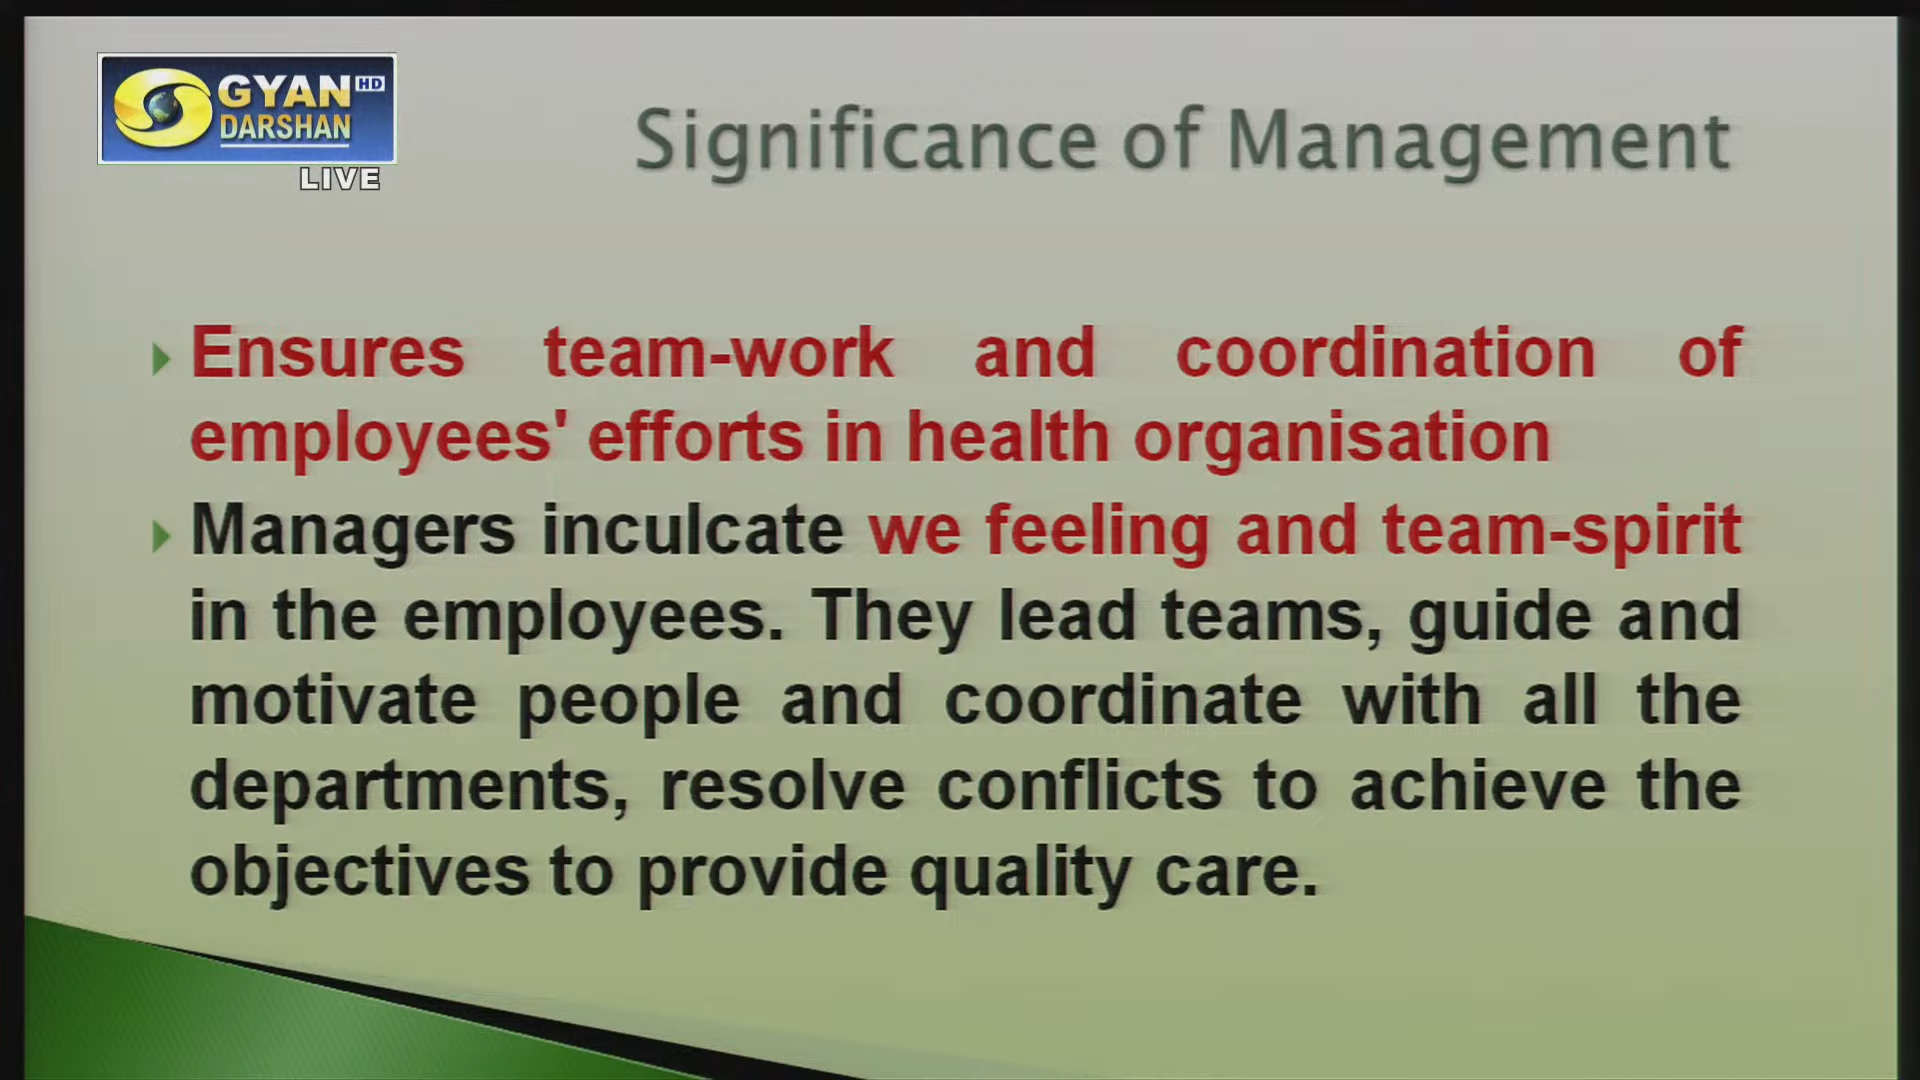 GYAN HD
DARSHAN
LIVE
Significance of Management
Ensures team-work and coordination of
employees' efforts in health organisation
Managers inculcate we feeling and team-spirit
in the employees. They lead teams, guide and
motivate people and coordinate with all the
departments, resolve conflicts to achieve the
objectives to provide quality care.